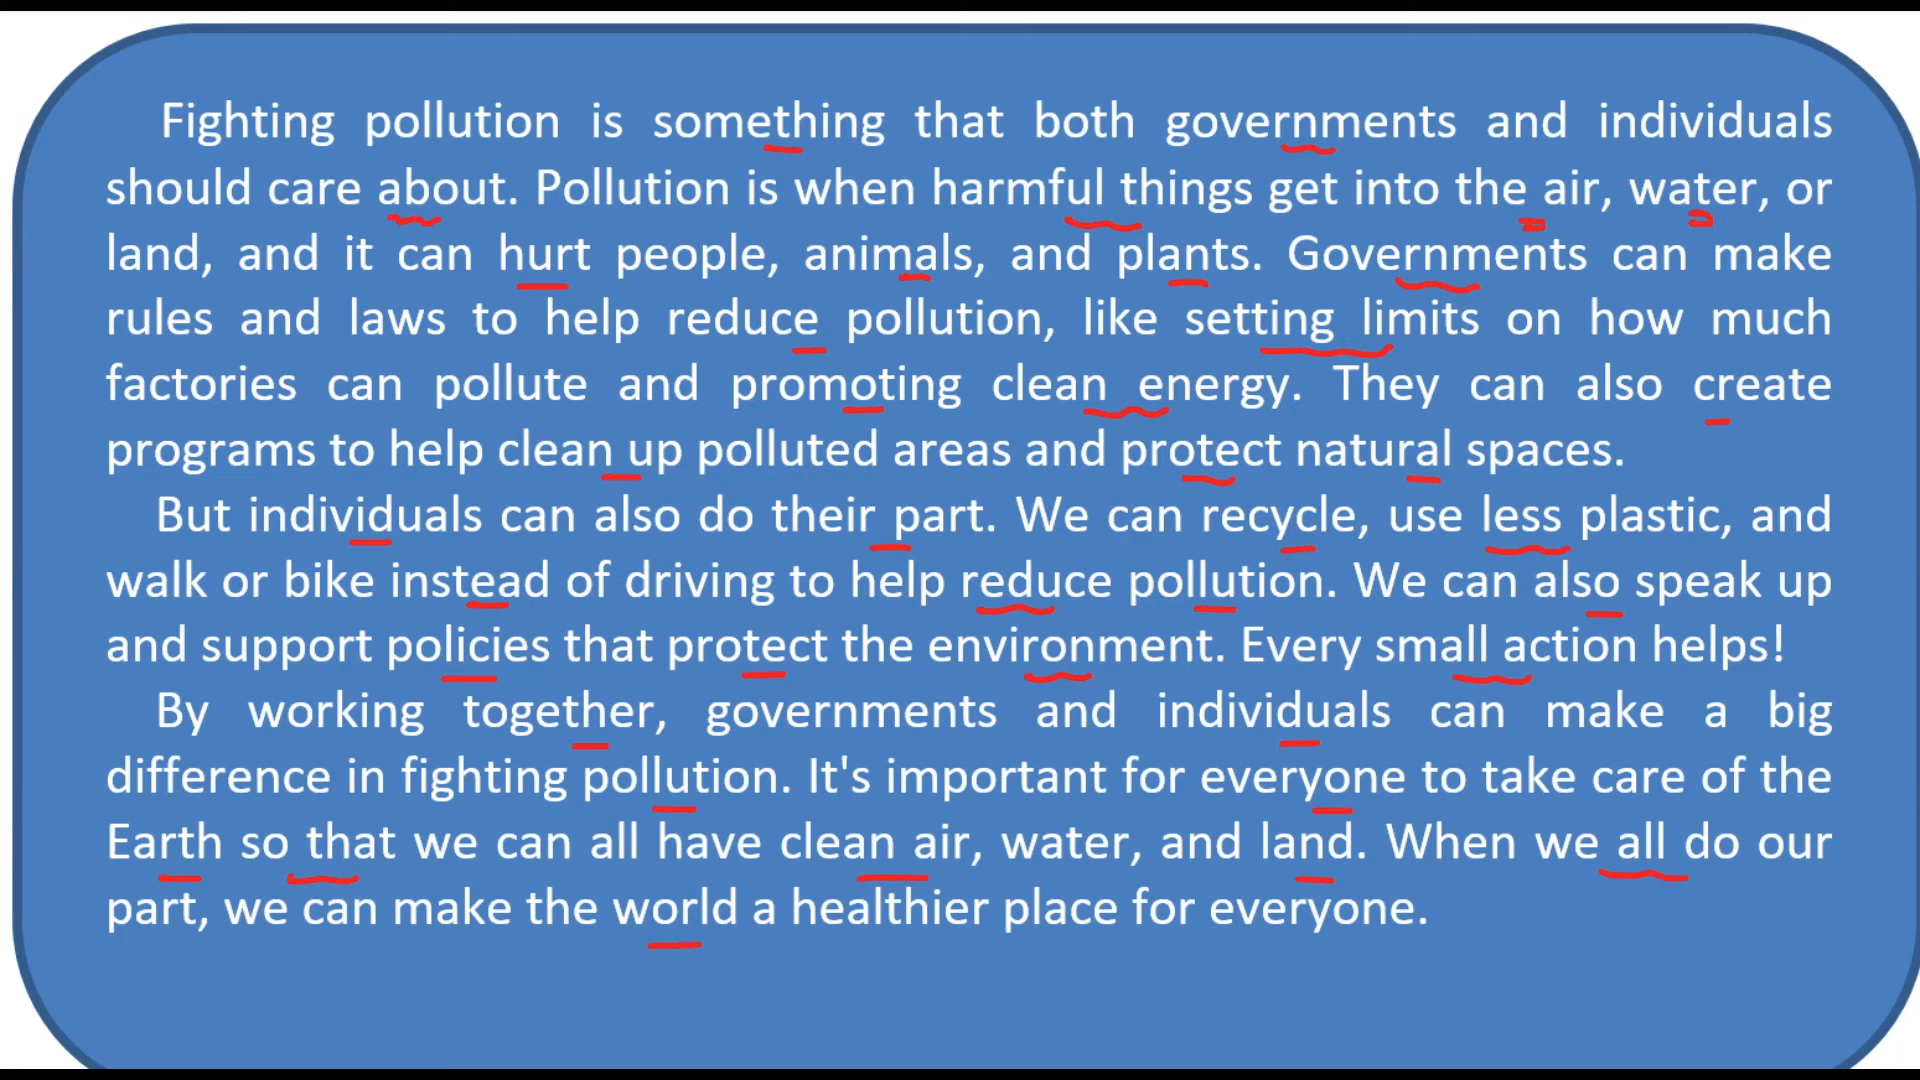 Fighting pollution is something that both governments and individuals
should care about. Pollution is when harmful things get into the air, water, or
land, and it can hurt people, animals, and plants. Governments can make
rules and laws to help reduce pollution, like setting limits on how much
factories can pollute and promoting clean energy. They can also create
programs to help clean up polluted areas and protect natural spaces.
But individuals can also do their part. We can recycle, use less plastic, and
walk or bike instead of driving to help reduce pollution. We can also speak up
and support policies that protect the environment. Every small action helps!
By working together, governments and individuals can make a big
difference in fighting pollution. It's important for everyone to take care of the
Earth so that we can all have clean air, water, and land. When we all do our
part, we can make the world a healthier place for everyone.